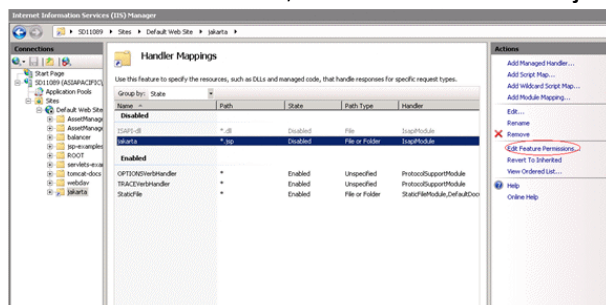 Internet Information Services (IIS) Manager
SD11089 ▸ Sites ▸ Default Web Site ▸ jakarta ▸
Connections
Start Page
SD11089 (ASIAPACIFIC\
Application Pools
Sites
Default Web Site
AssetManag
AssetManag
balancer
jsp-examples
ROOT
servlets-exa
tomcat-docs
webdav
jakarta
Handler Mappings
Use this feature to specify the resources, such as DLLs and managed code, that handle responses for specific request types.
Group by: State
Name Path State Path Type Handler
Disabled
ISAPI-dll *.dll Disabled File IsapiModule
jakarta *.jsp Disabled File or Folder IsapiModule
Enabled
OPTIONSVerbHandler * Enabled Unspecified ProtocolSupportModule
TRACEVerbHandler * Enabled Unspecified ProtocolSupportModule
StaticFile * Enabled File or Folder StaticFileModule,DefaultDoc
Actions
Add Managed Handler...
Add Script Map...
Add Wildcard Script Map...
Add Module Mapping...
Edit...
Rename
Remove
Edit Feature Permissions...
Revert To Inherited
View Ordered List...
Help
Online Help